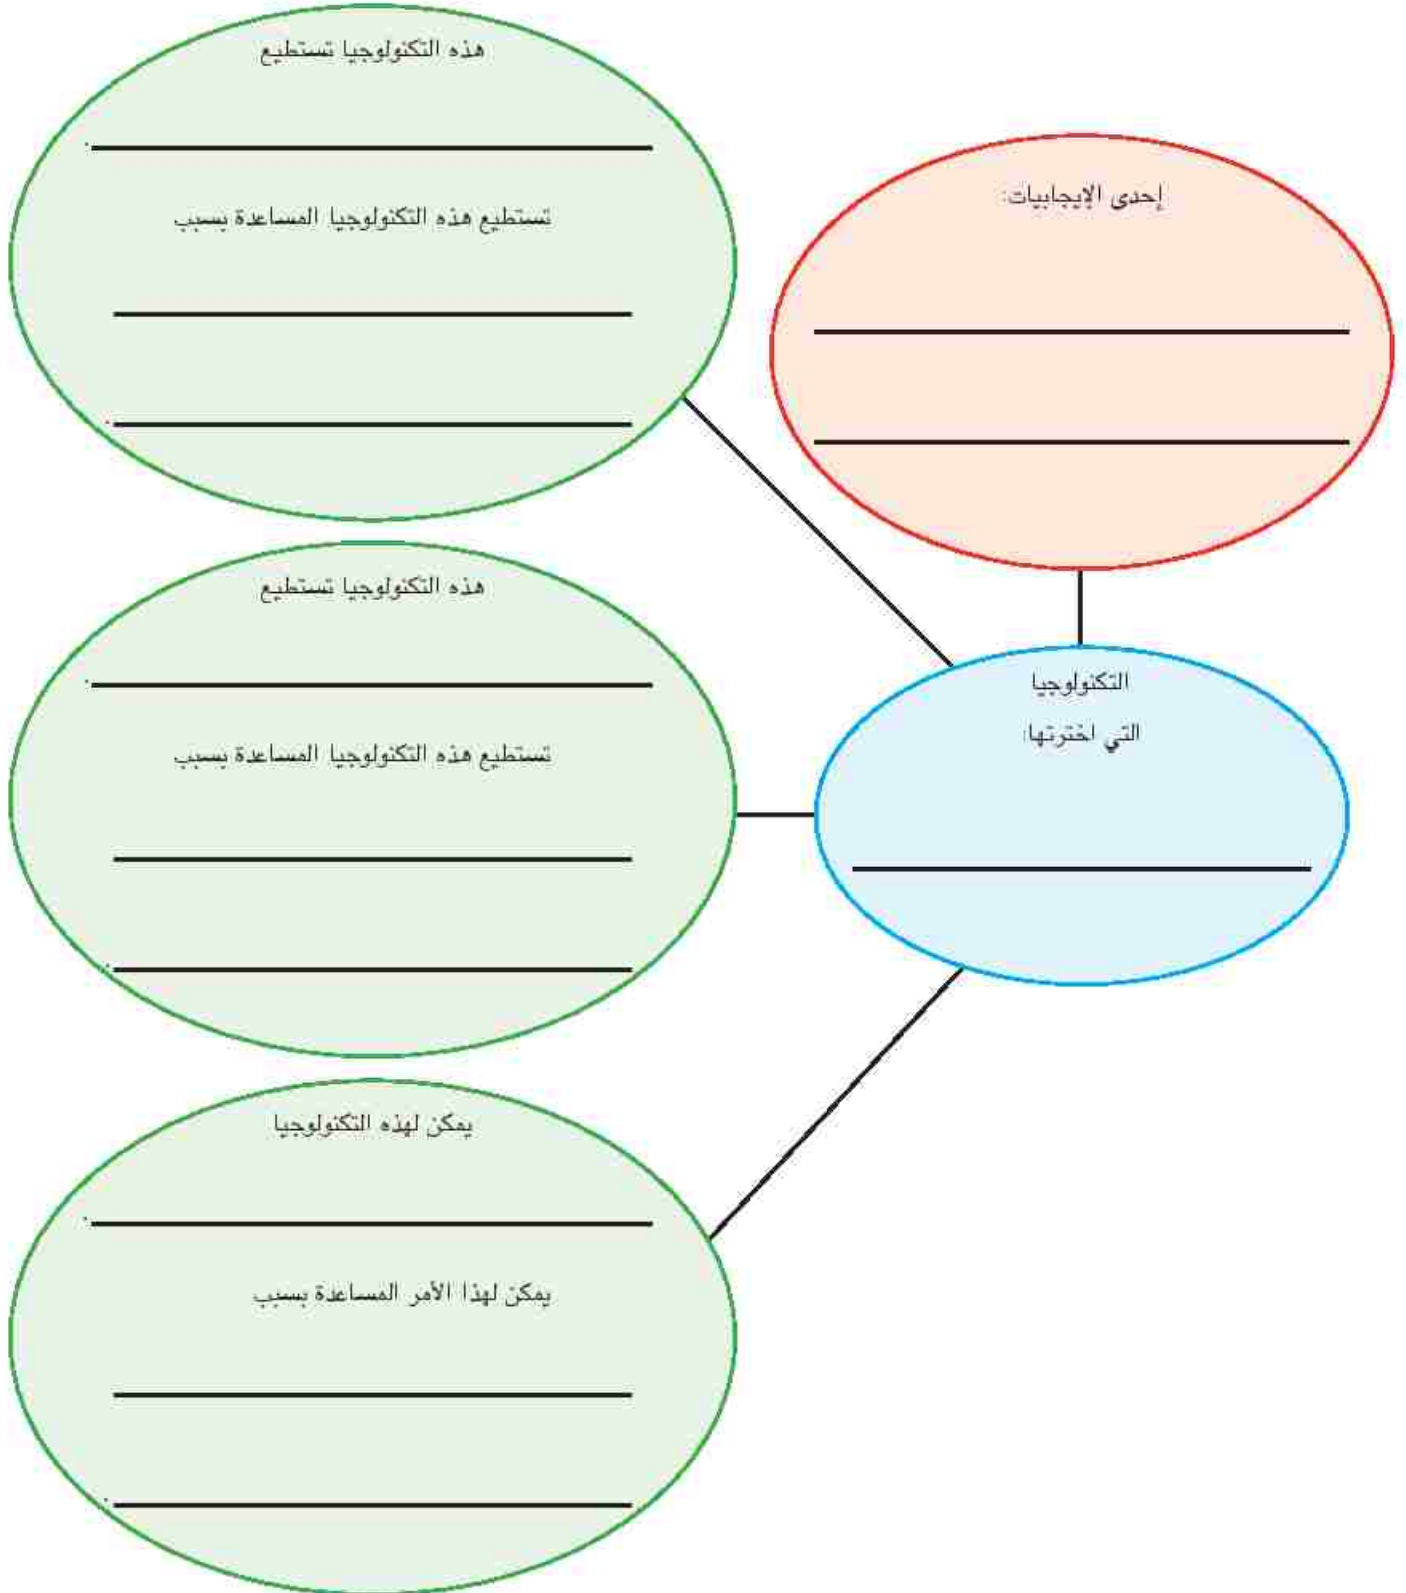 إحدى الإيجابيات:
التكنولوجيا
التي اخترتها:
هذه التكنولوجيا تستطيع
.
تستطيع هذه التكنولوجيا المساعدة بسبب
.
هذه التكنولوجيا تستطيع
.
تستطيع هذه التكنولوجيا المساعدة بسبب
.
يمكن لهذه التكنولوجيا
.
يمكن لهذا الأمر المساعدة بسبب
.